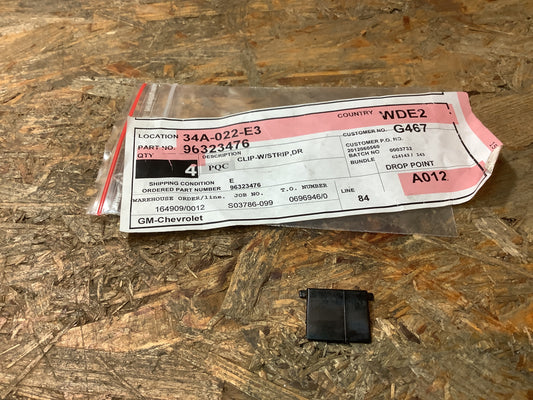 COUNTRY WDE2
LOCATION 34A-022-E3
CUSTOMER NO. G467
PART NO. 96323476
CUSTOMER P.O. NO.
QTY 4 PQC
DESCRIPTION CLIP-W/STRIP,DR
BATCH NO 0003732
BUNDLE
DROP POINT
SHIPPING CONDITION E
A012
ORDERED PART NUMBER 96323476
WAREHOUSE ORDER/line. JOB NO. T.O. NUMBER LINE
164909/0012 S03786-099 0696946/0 84
GM-Chevrolet